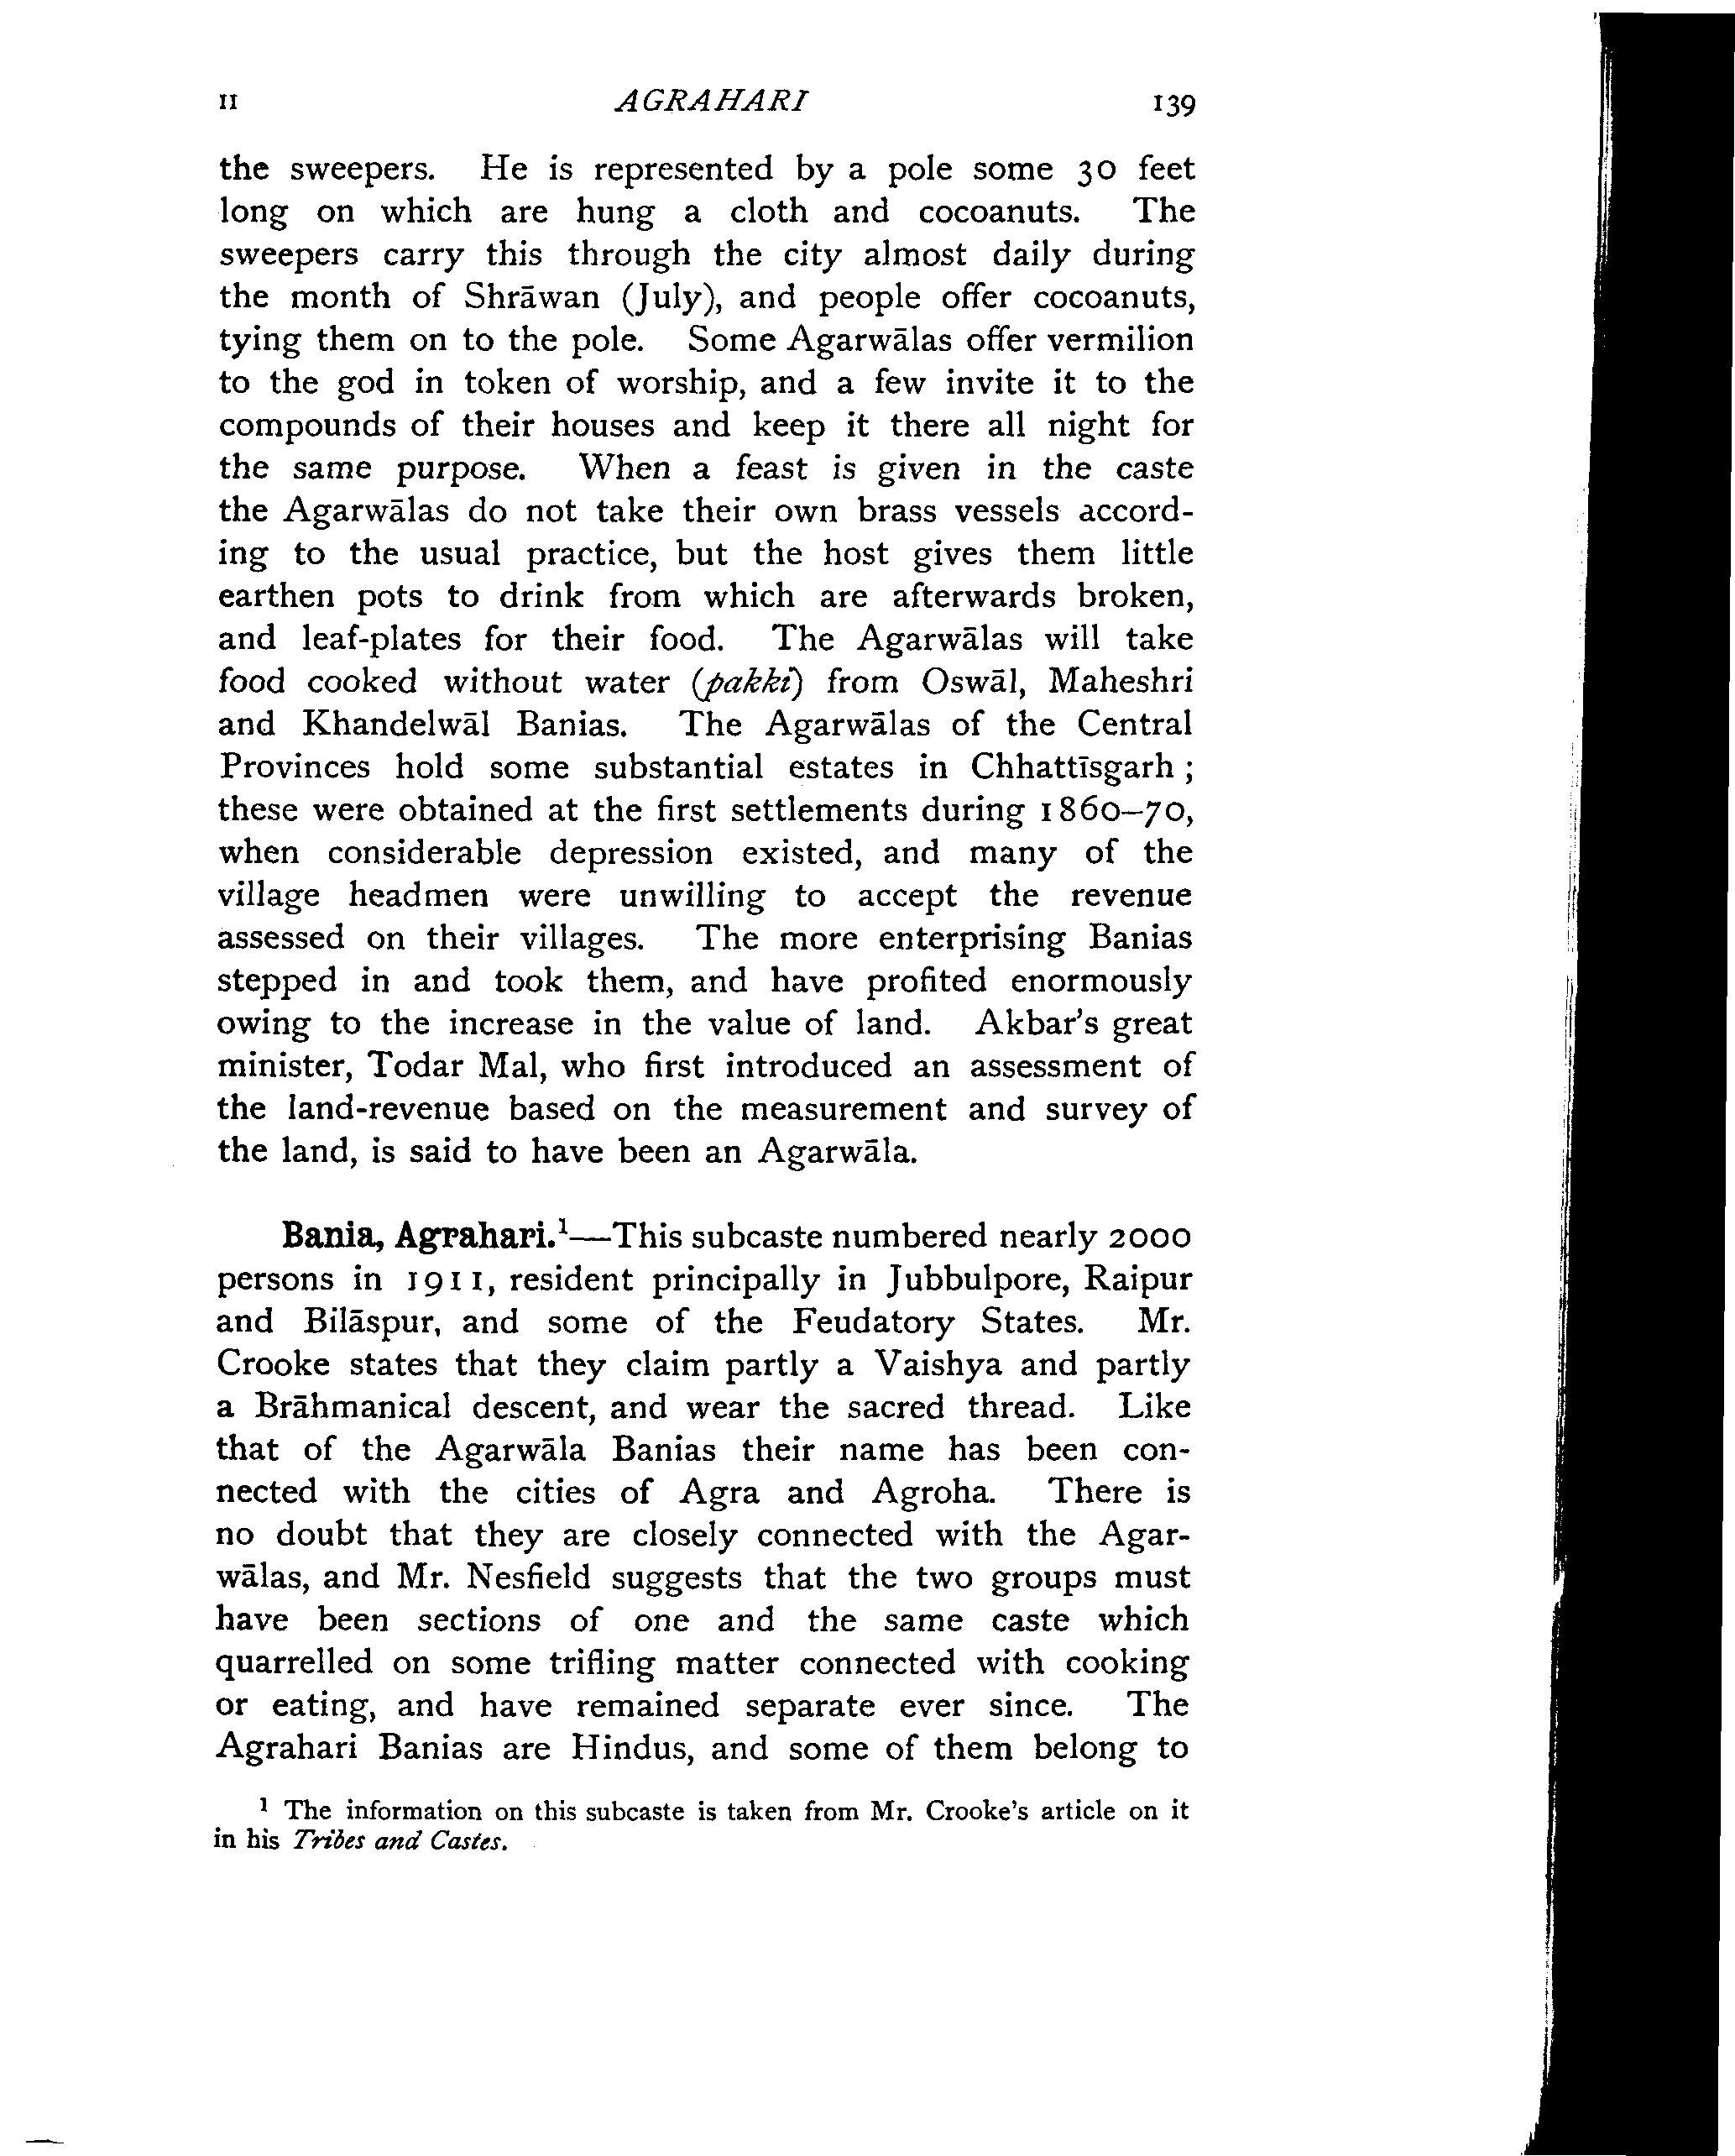 II AGRAHARI 139
the sweepers. He is represented by a pole some 30 feet
long on which are hung a cloth and cocoanuts. The
sweepers carry this through the city almost daily during
the month of Shrāwan (July), and people offer cocoanuts,
tying them on to the pole. Some Agarwālas offer vermilion
to the god in token of worship, and a few invite it to the
compounds of their houses and keep it there all night for
the same purpose. When a feast is given in the caste
the Agarwālas do not take their own brass vessels accord-
ing to the usual practice, but the host gives them little
earthen pots to drink from which are afterwards broken,
and leaf-plates for their food. The Agarwālas will take
food cooked without water (pakki) from Oswāl, Maheshri
and Khandelwāl Banias. The Agarwālas of the Central
Provinces hold some substantial estates in Chhattīsgarh ;
these were obtained at the first settlements during 1860–70,
when considerable depression existed, and many of the
village headmen were unwilling to accept the revenue
assessed on their villages. The more enterprising Banias
stepped in and took them, and have profited enormously
owing to the increase in the value of land. Akbar's great
minister, Todar Mal, who first introduced an assessment of
the land-revenue based on the measurement and survey of
the land, is said to have been an Agarwāla.
Bania, Agrahari.¹—This subcaste numbered nearly 2000
persons in 1911, resident principally in Jubbulpore, Raipur
and Bilāspur, and some of the Feudatory States. Mr.
Crooke states that they claim partly a Vaishya and partly
a Brāhmanical descent, and wear the sacred thread. Like
that of the Agarwāla Banias their name has been con-
nected with the cities of Agra and Agroha. There is
no doubt that they are closely connected with the Agar-
wālas, and Mr. Nesfield suggests that the two groups must
have been sections of one and the same caste which
quarrelled on some trifling matter connected with cooking
or eating, and have remained separate ever since. The
Agrahari Banias are Hindus, and some of them belong to
¹ The information on this subcaste is taken from Mr. Crooke's article on it
in his Tribes and Castes.